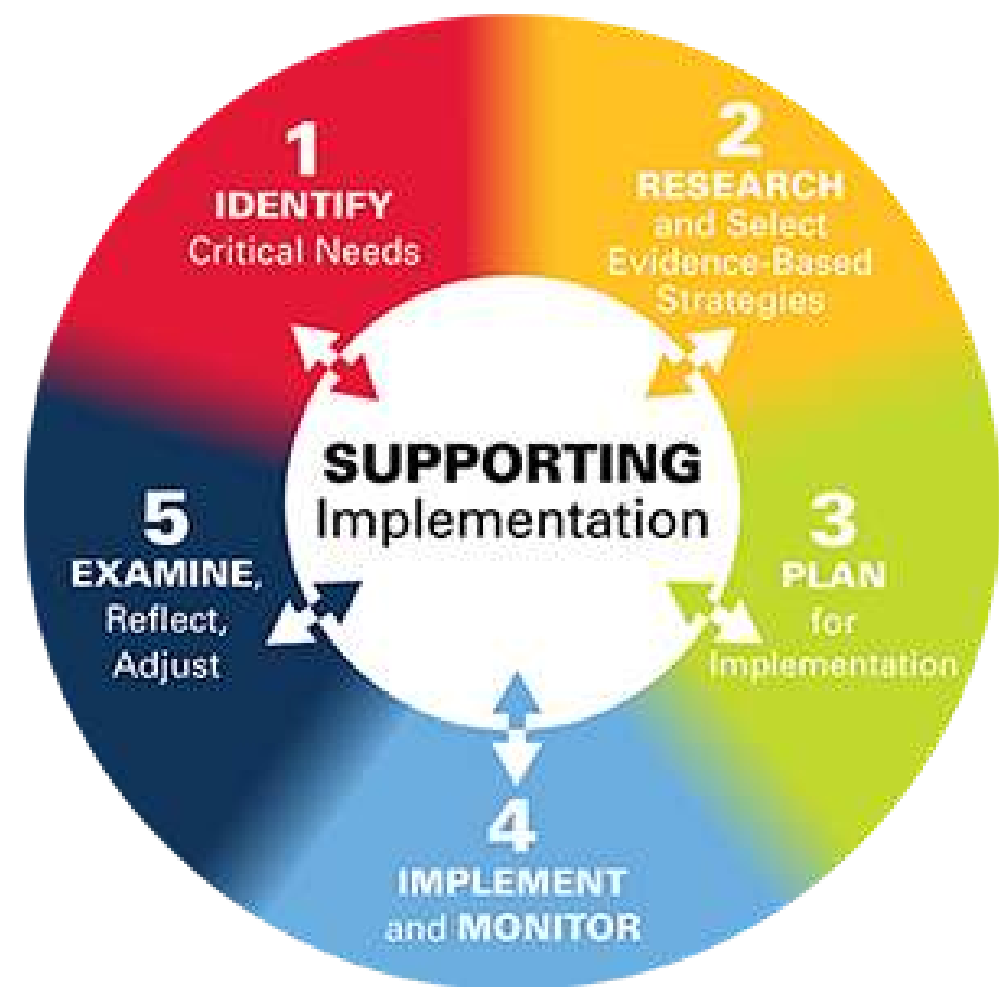 1
IDENTIFY
Critical Needs
2
RESEARCH
and Select
Evidence-Based
Strategies
3
PLAN
for
Implementation
4
IMPLEMENT
and MONITOR
5
EXAMINE,
Reflect,
Adjust
SUPPORTING
Implementation